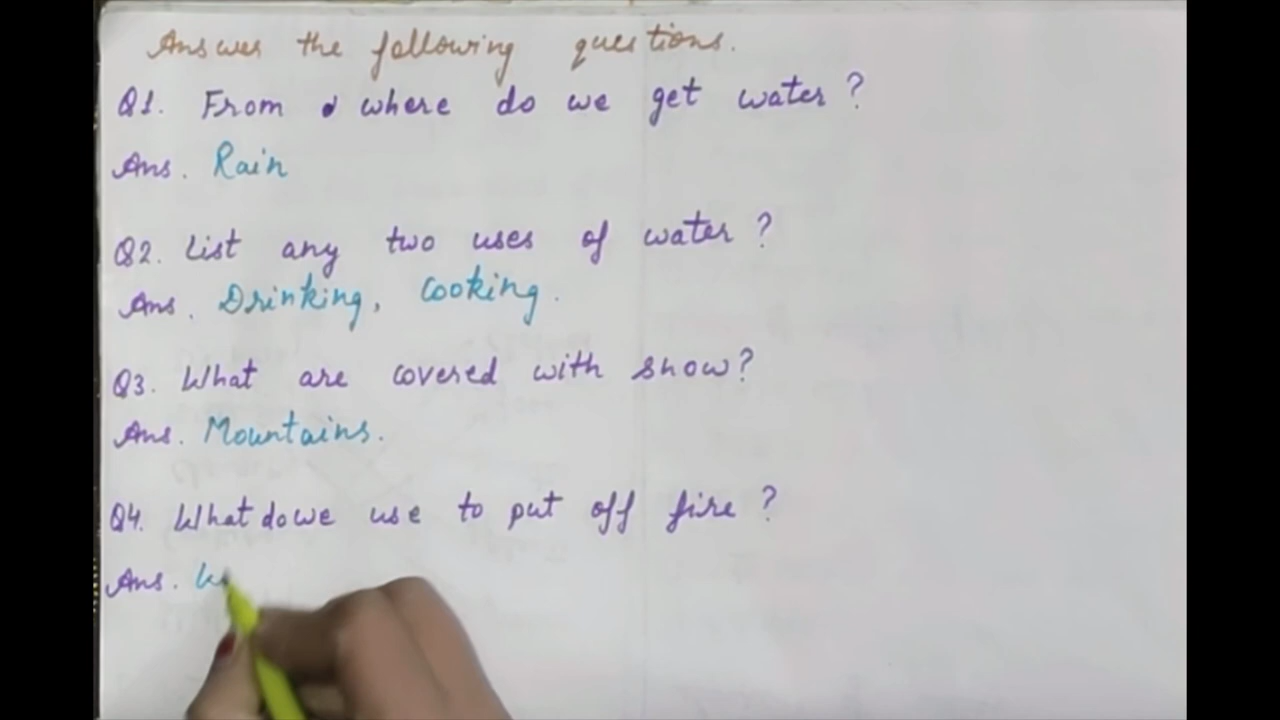 Answer the following questions.
Q1. From where do we get water?
Ans. Rain
Q2. List any two uses of water?
Ans. Drinking, Cooking.
Q3. What are covered with snow?
Ans. Mountains.
Q4. What do we use to put off fire?
Ans.